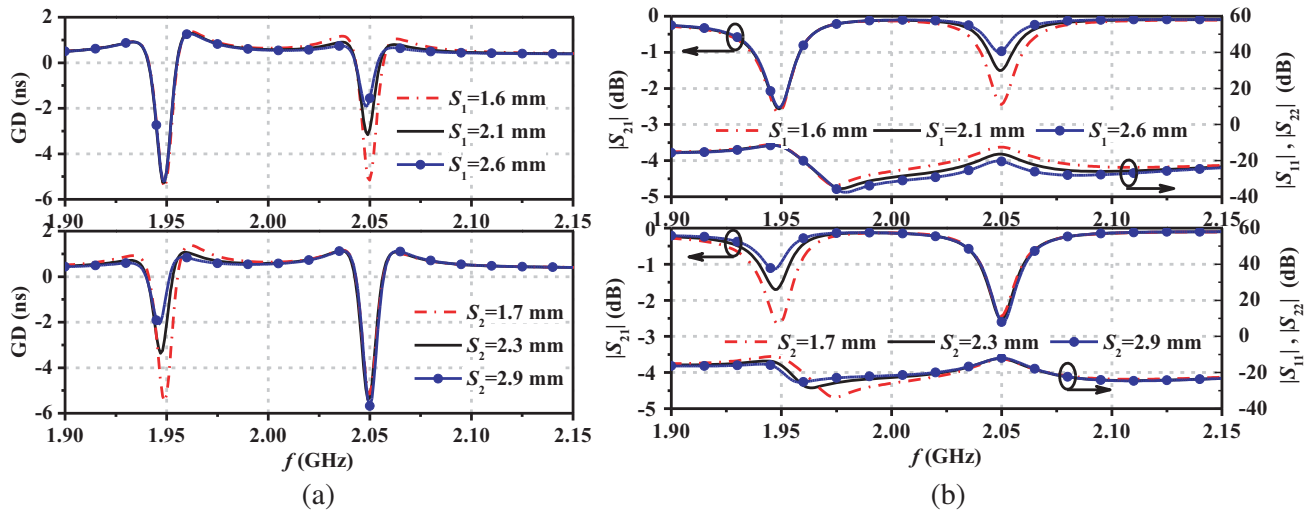 2
0
-2
-4
-6
GD (ns)
S1=1.6 mm
S1=2.1 mm
S1=2.6 mm
1.90 1.95 2.00 2.05 2.10 2.15
2
0
-2
-4
-6
GD (ns)
S2=1.7 mm
S2=2.3 mm
S2=2.9 mm
1.90 1.95 2.00 2.05 2.10 2.15
f (GHz)
(a)
0
-1
-2
-3
-4
-5
|S21| (dB)
S1=1.6 mm S1=2.1 mm S1=2.6 mm
60
40
20
0
-20
-40
|S11| , |S22| (dB)
1.90 1.95 2.00 2.05 2.10 2.15
0
-1
-2
-3
-4
-5
|S21| (dB)
S2=1.7 mm S2=2.3 mm S2=2.9 mm
60
40
20
0
-20
-40
|S11| , |S22| (dB)
1.90 1.95 2.00 2.05 2.10 2.15
f (GHz)
(b)